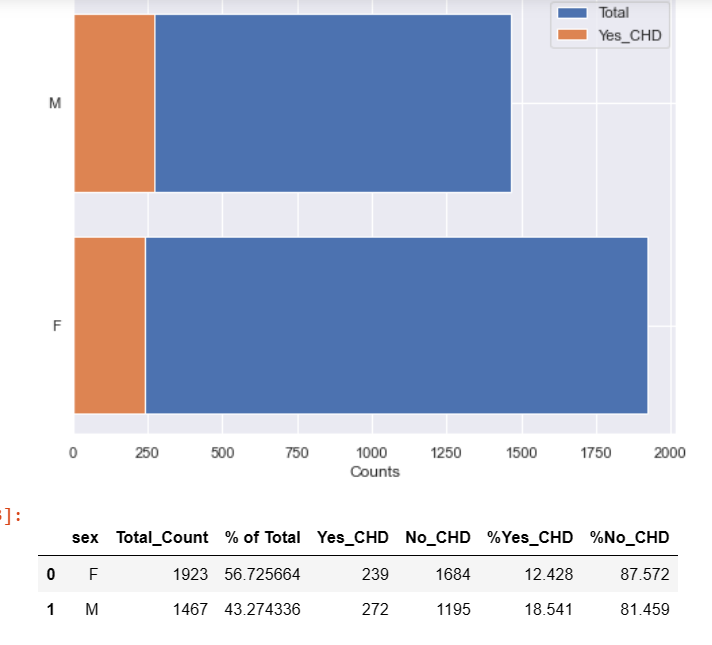 Total
Yes_CHD
M
F
0 250 500 750 1000 1250 1500 1750 2000
Counts
]:
sex Total_Count % of Total Yes_CHD No_CHD %Yes_CHD %No_CHD
0 F 1923 56.725664 239 1684 12.428 87.572
1 M 1467 43.274336 272 1195 18.541 81.459